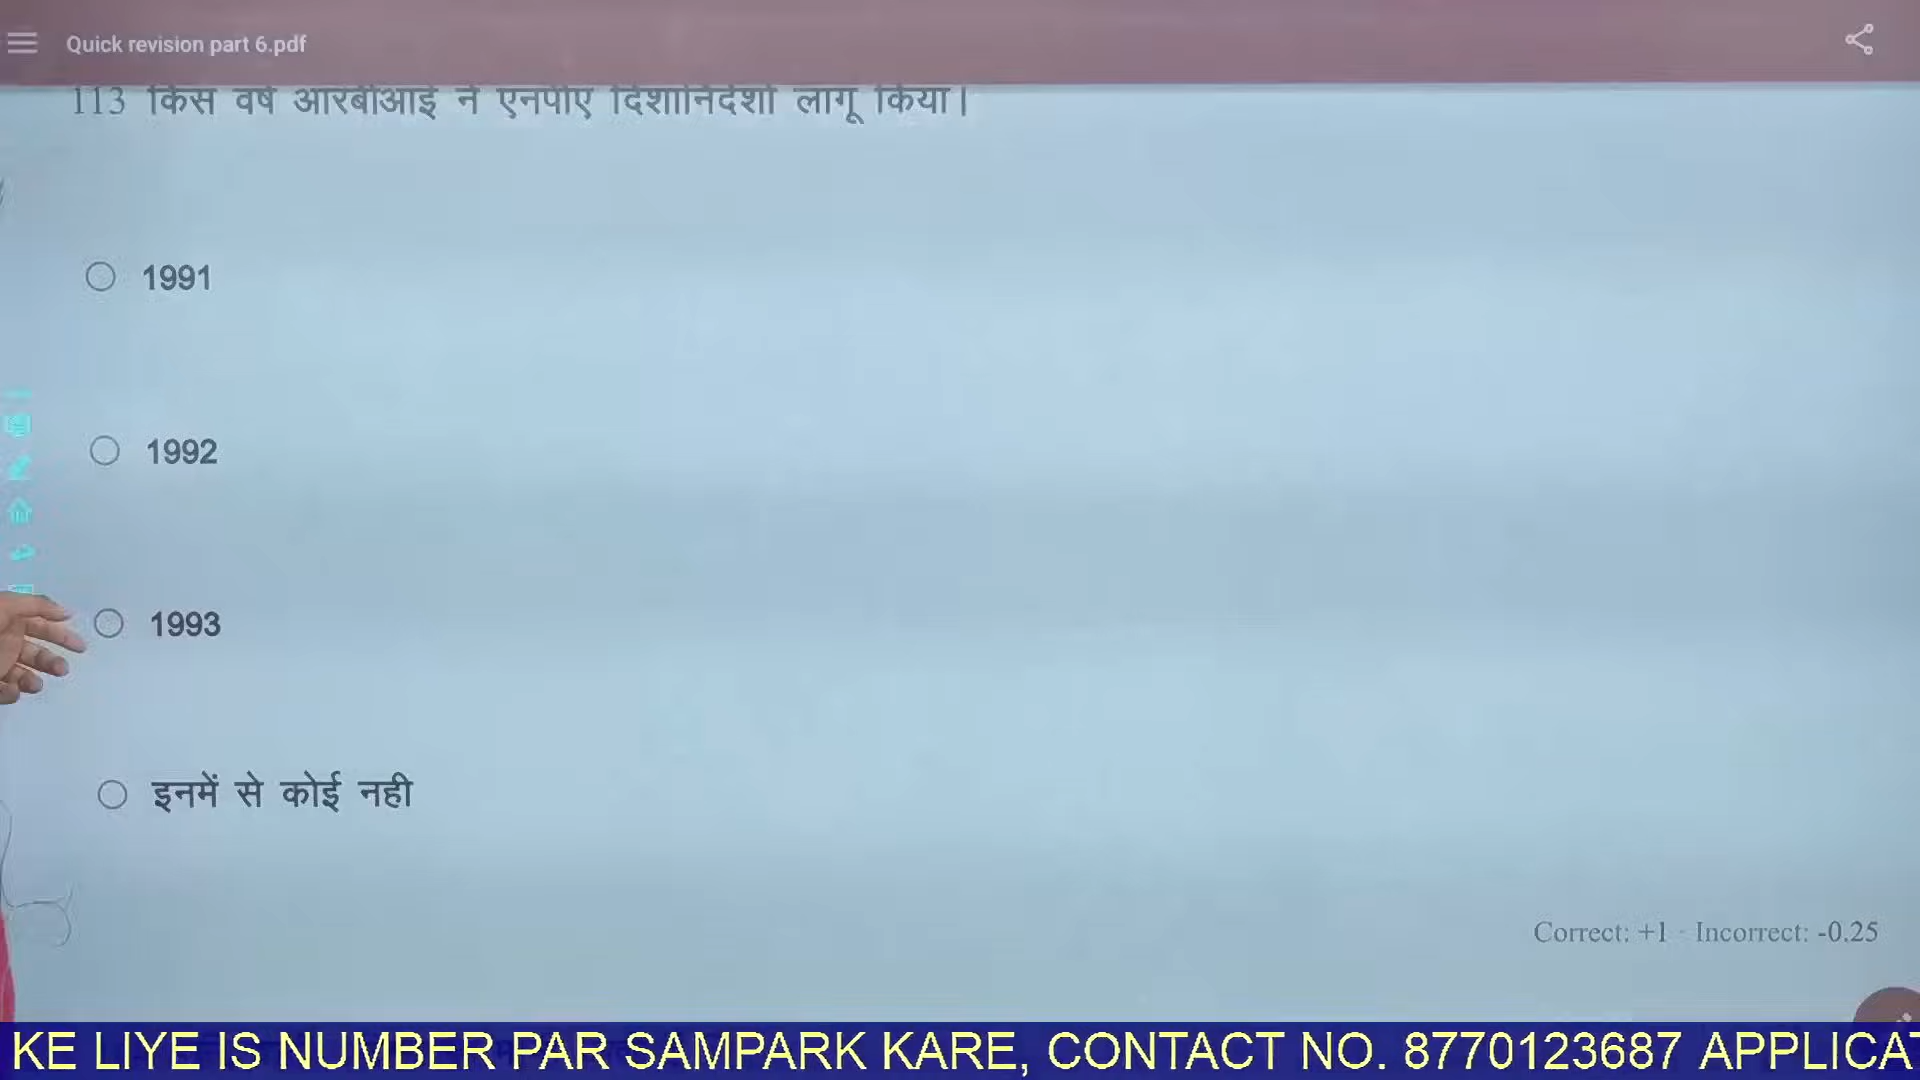 Quick revision part 6.pdf
113 किस वर्ष आरबीआई ने एनपीए दिशानिर्देशों लागू किया।
1991
1992
1993
इनमें से कोई नही
Correct: +1 · Incorrect: -0.25
KE LIYE IS NUMBER PAR SAMPARK KARE, CONTACT NO. 8770123687 APPLICAT